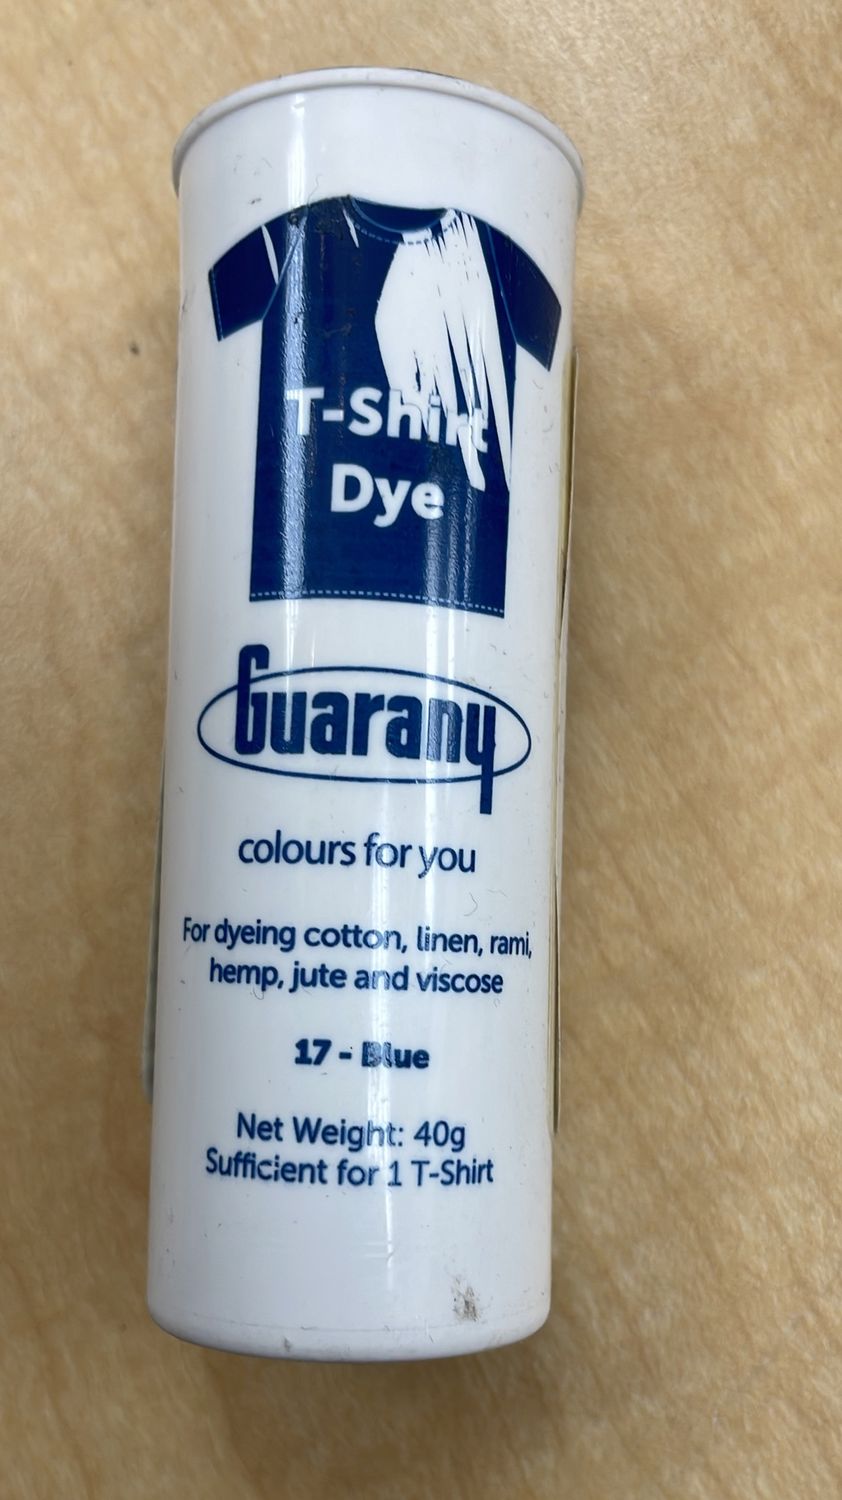 T-Shirt
Dye
Guarany
colours for you
For dyeing cotton, linen, rami,
hemp, jute and viscose
17 - Blue
Net Weight: 40g
Sufficient for 1 T-Shirt